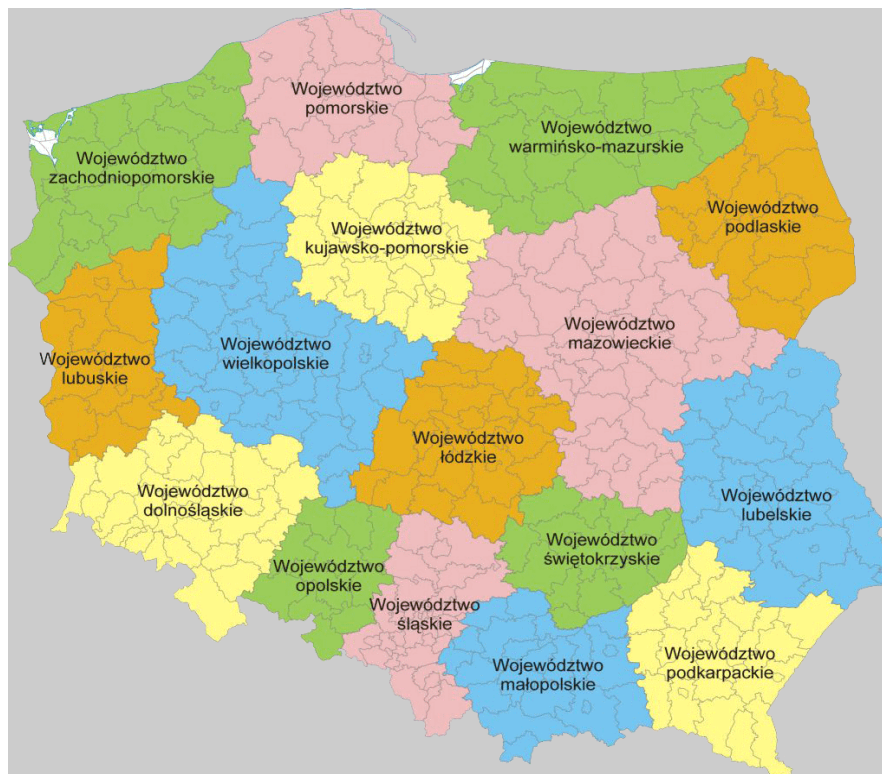 Województwo
pomorskie
Województwo
warmińsko-mazurskie
Województwo
zachodniopomorskie
Województwo
podlaskie
Województwo
kujawsko-pomorskie
Województwo
mazowieckie
Województwo
wielkopolskie
Województwo
lubuskie
Województwo
łódzkie
Województwo
dolnośląskie
Województwo
lubelskie
Województwo
świętokrzyskie
Województwo
opolskie
Województwo
śląskie
Województwo
małopolskie
Województwo
podkarpackie